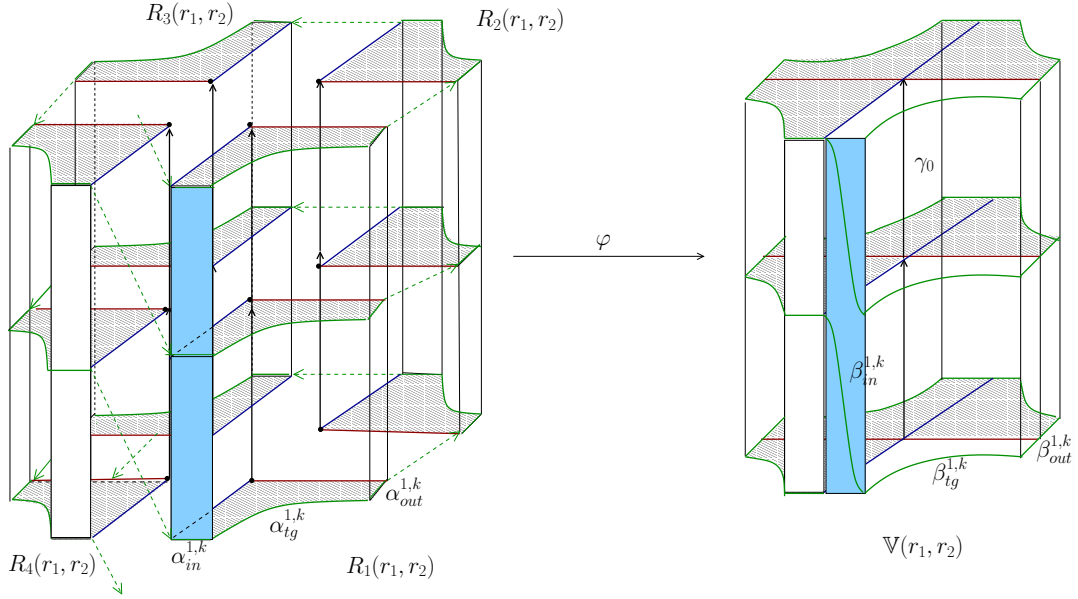 R_3(r_1, r_2)
R_2(r_1, r_2)
γ_0
φ
β_{in}^{1,k}
β_{out}^{1,k}
β_{tg}^{1,k}
α_{out}^{1,k}
α_{tg}^{1,k}
α_{in}^{1,k}
R_4(r_1, r_2)
R_1(r_1, r_2)
𝕍(r_1, r_2)